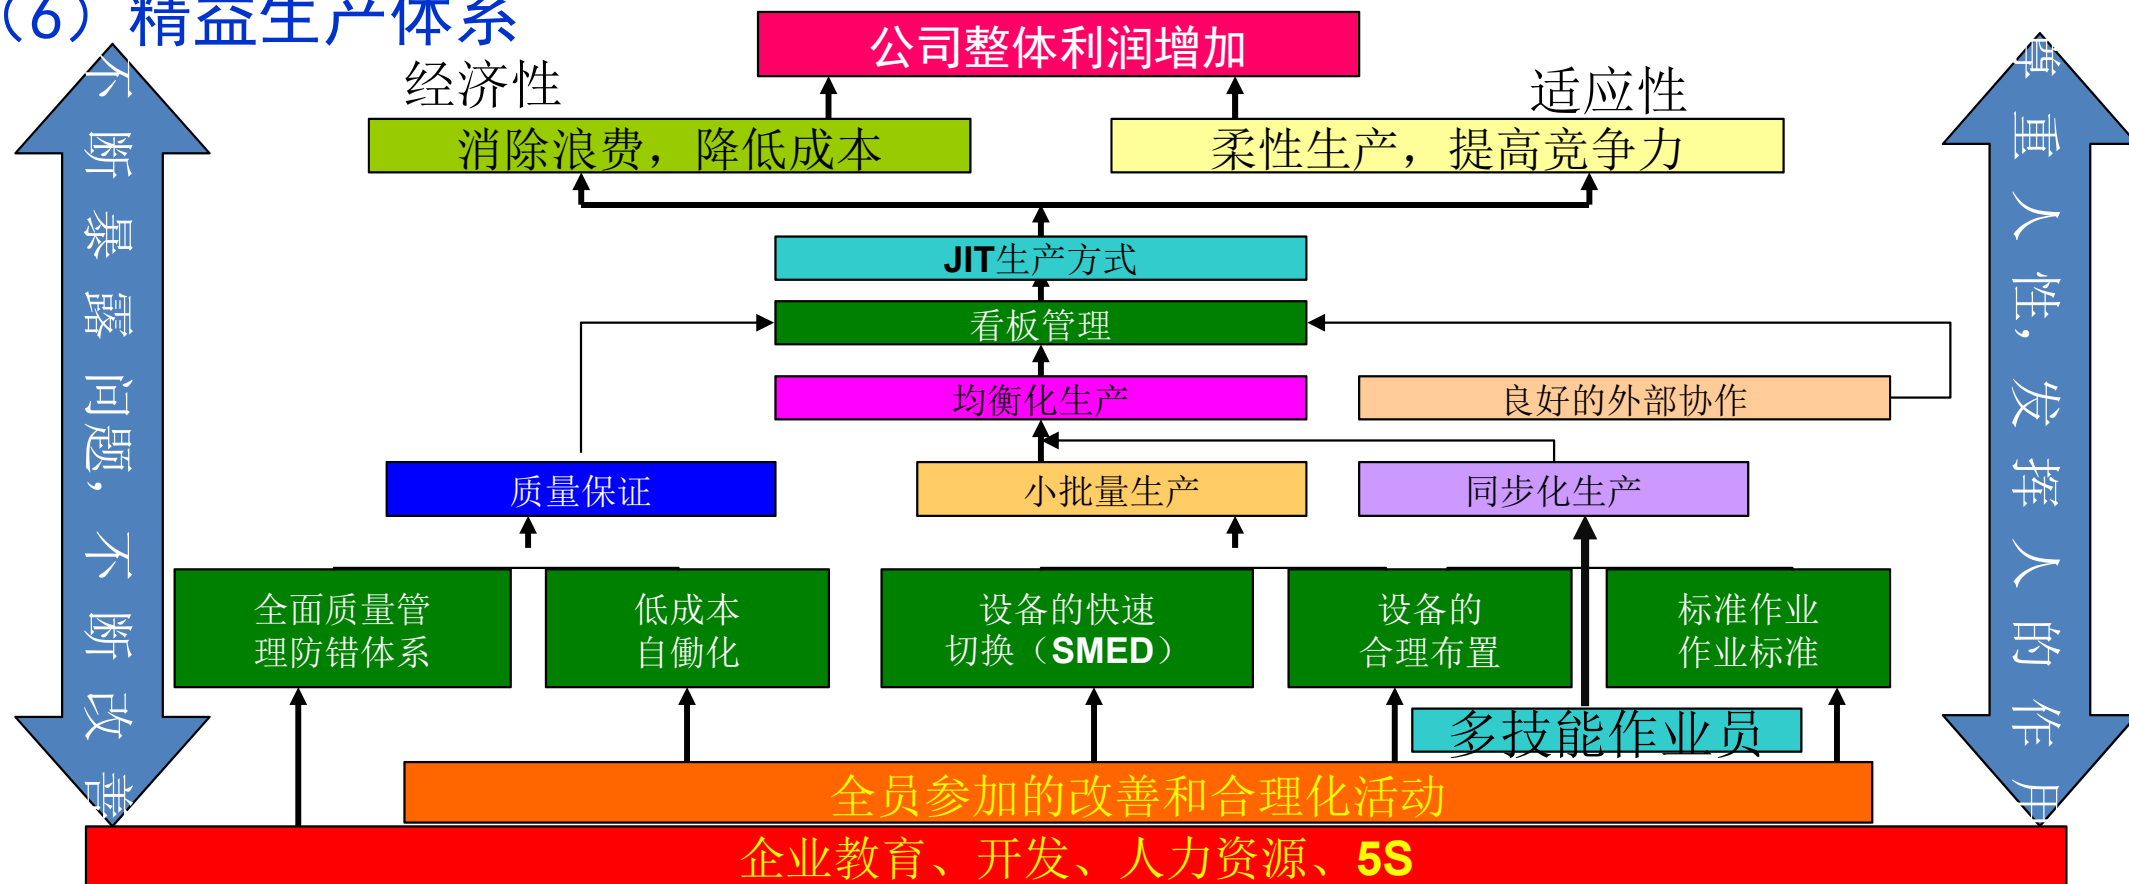 （6）精益生产体系
公司整体利润增加
经济性
适应性
消除浪费，降低成本
柔性生产，提高竞争力
JIT生产方式
看板管理
均衡化生产
良好的外部协作
质量保证
小批量生产
同步化生产
全面质量管
理防错体系
低成本
自働化
设备的快速
切换（SMED）
设备的
合理布置
标准作业
作业标准
多技能作业员
全员参加的改善和合理化活动
企业教育、开发、人力资源、5S
不断暴露问题，不断改善
尊重人性，发挥人的作用